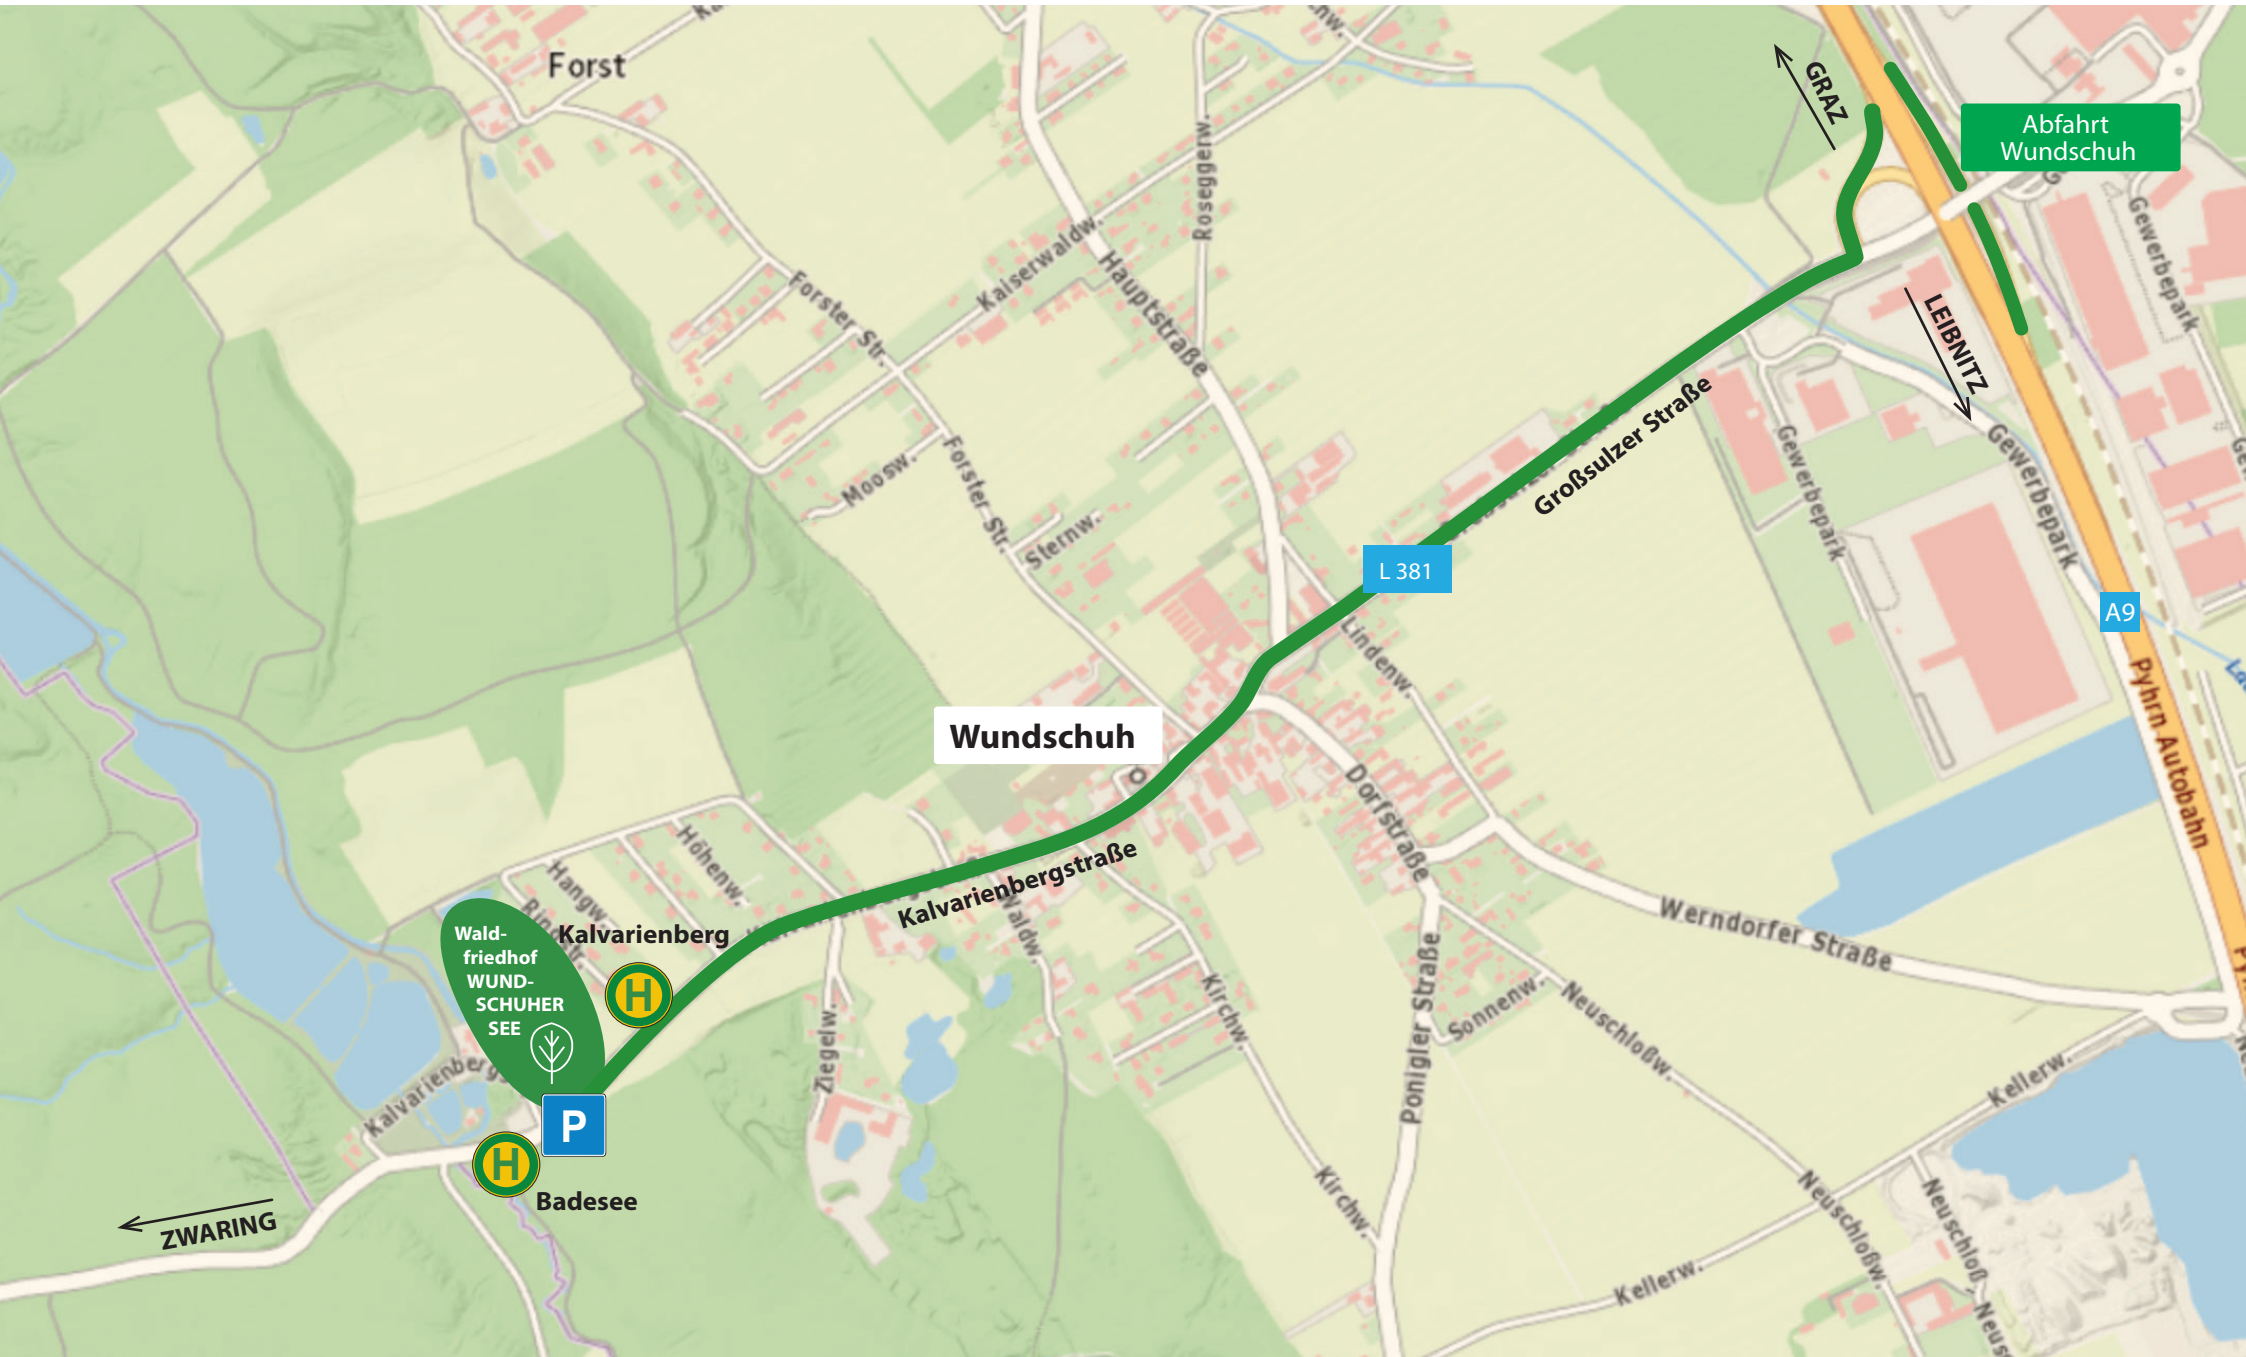 Forst
GRAZ
Abfahrt
Wundschuh
Roseggerw.
Gewerbepark
Kaiserwaldw.
Hauptstraße
Forster Str.
LEIBNITZ
Großsulzer Straße
Moosw.
Forster Str.
Sternw.
Gewerbepark
Gewerbepark
L 381
A9
Lindenw.
Pyhrn Autobahn
Wundschuh
Dorfstraße
Höhenw.
Hangw.
Kalvarienbergstraße
Waldw.
Werndorfer Straße
Wald-
friedhof
WUND-
SCHUHER
SEE
Kalvarienberg
H
Kirchw.
Ponigler Straße
Sonnenw.
Neuschloßw.
Ziegelw.
Kellerw.
P
H
Badesee
ZWARING
Kirchw.
Neuschloßw.
Neuschloß
Kellerw.